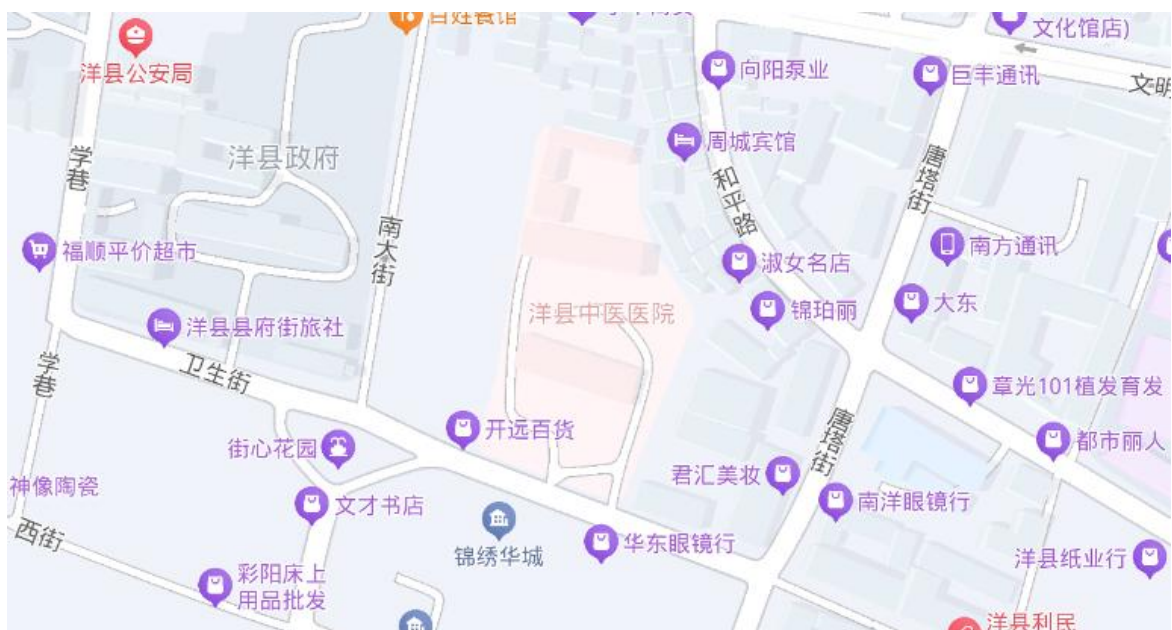 百姓餐馆
文化馆店)
洋县公安局
向阳泵业
巨丰通讯
文明
学巷
洋县政府
周城宾馆
唐塔街
和平路
南大街
福顺平价超市
淑女名店
南方通讯
洋县中医医院
锦珀丽
大东
洋县县府街旅社
卫生街
学巷
章光101植发育发
街心花园
开远百货
唐塔街
都市丽人
神像陶瓷
文才书店
君汇美妆
南洋眼镜行
西街
锦绣华城
华东眼镜行
洋县纸业行
彩阳床上
用品批发
洋县利民